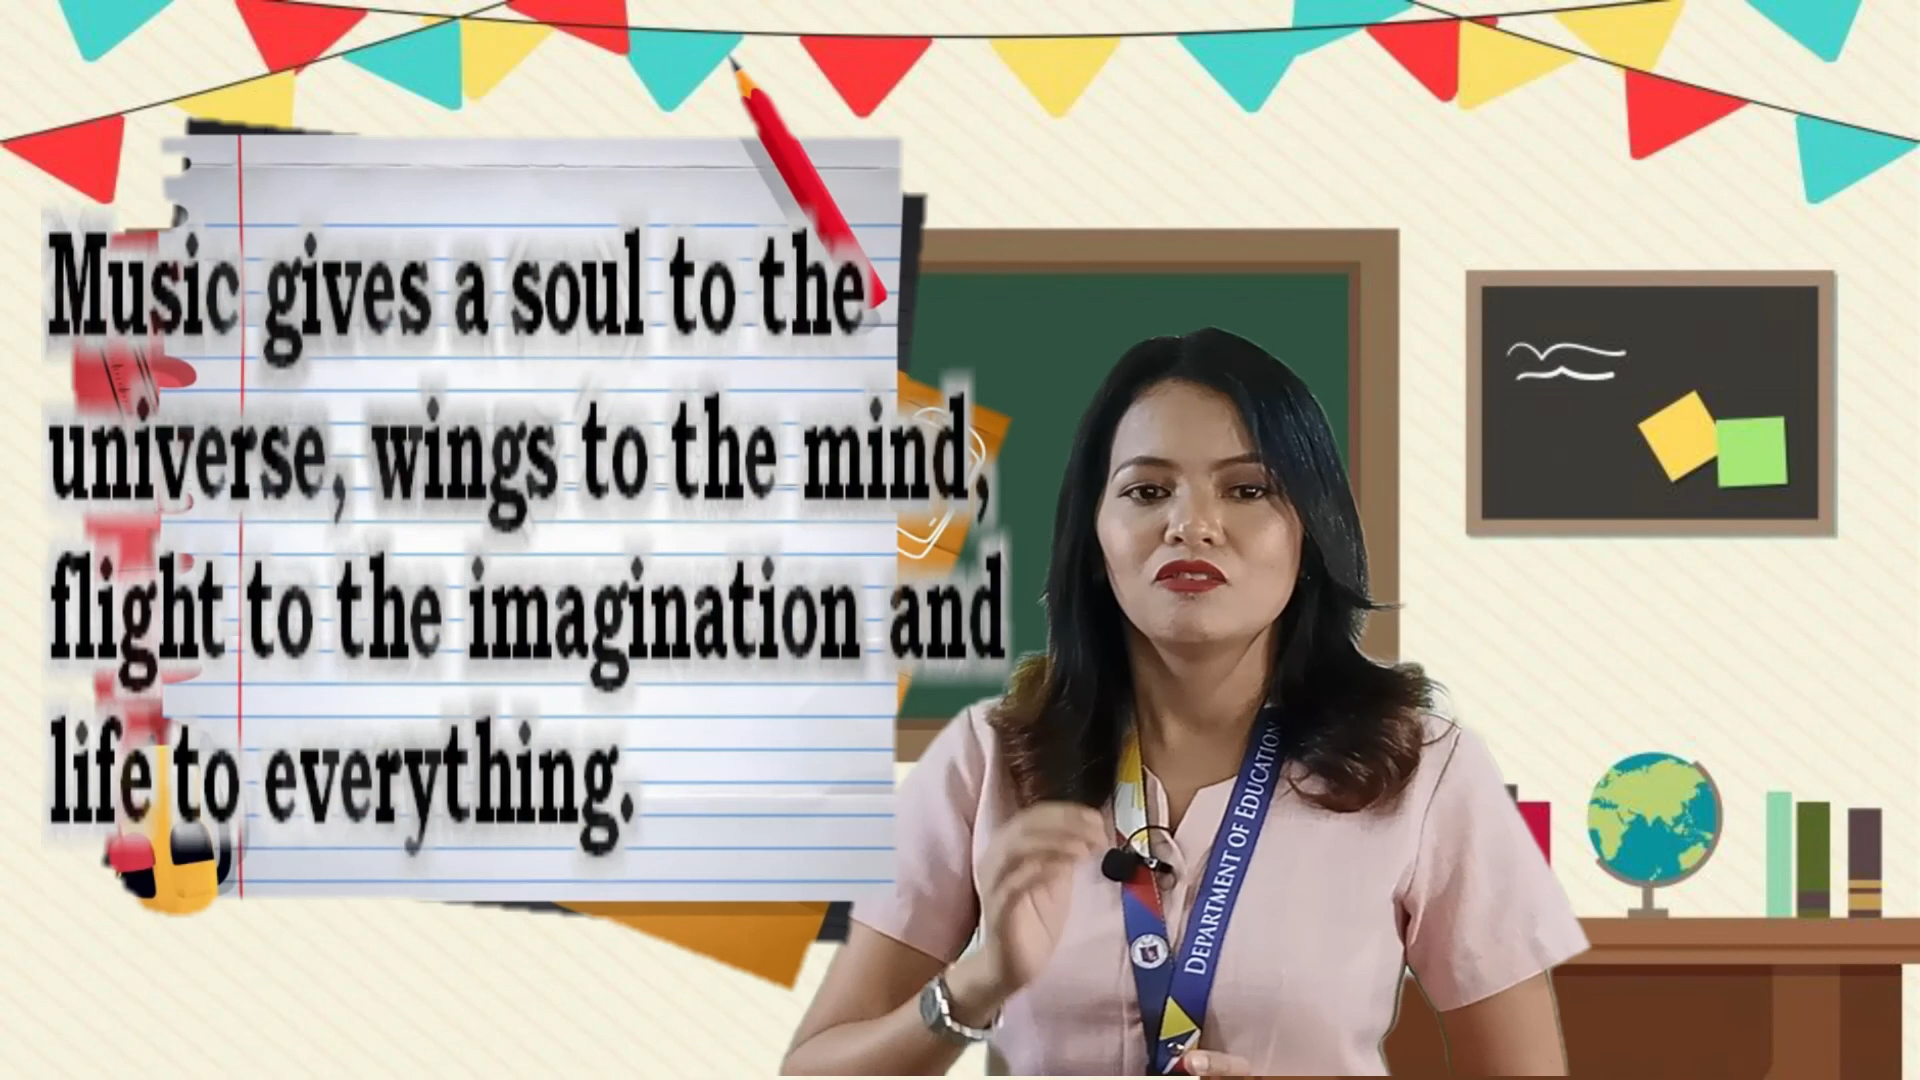 Music gives a soul to the
universe, wings to the mind,
flight to the imagination and
life to everything.
DEPARTMENT OF EDUCATION